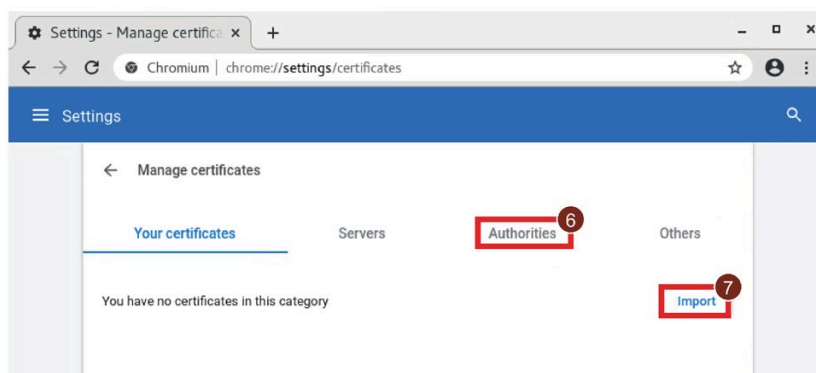 Settings - Manage certifica
Chromium | chrome://settings/certificates
Settings
Manage certificates
Your certificates Servers Authorities 6 Others
You have no certificates in this category Import 7